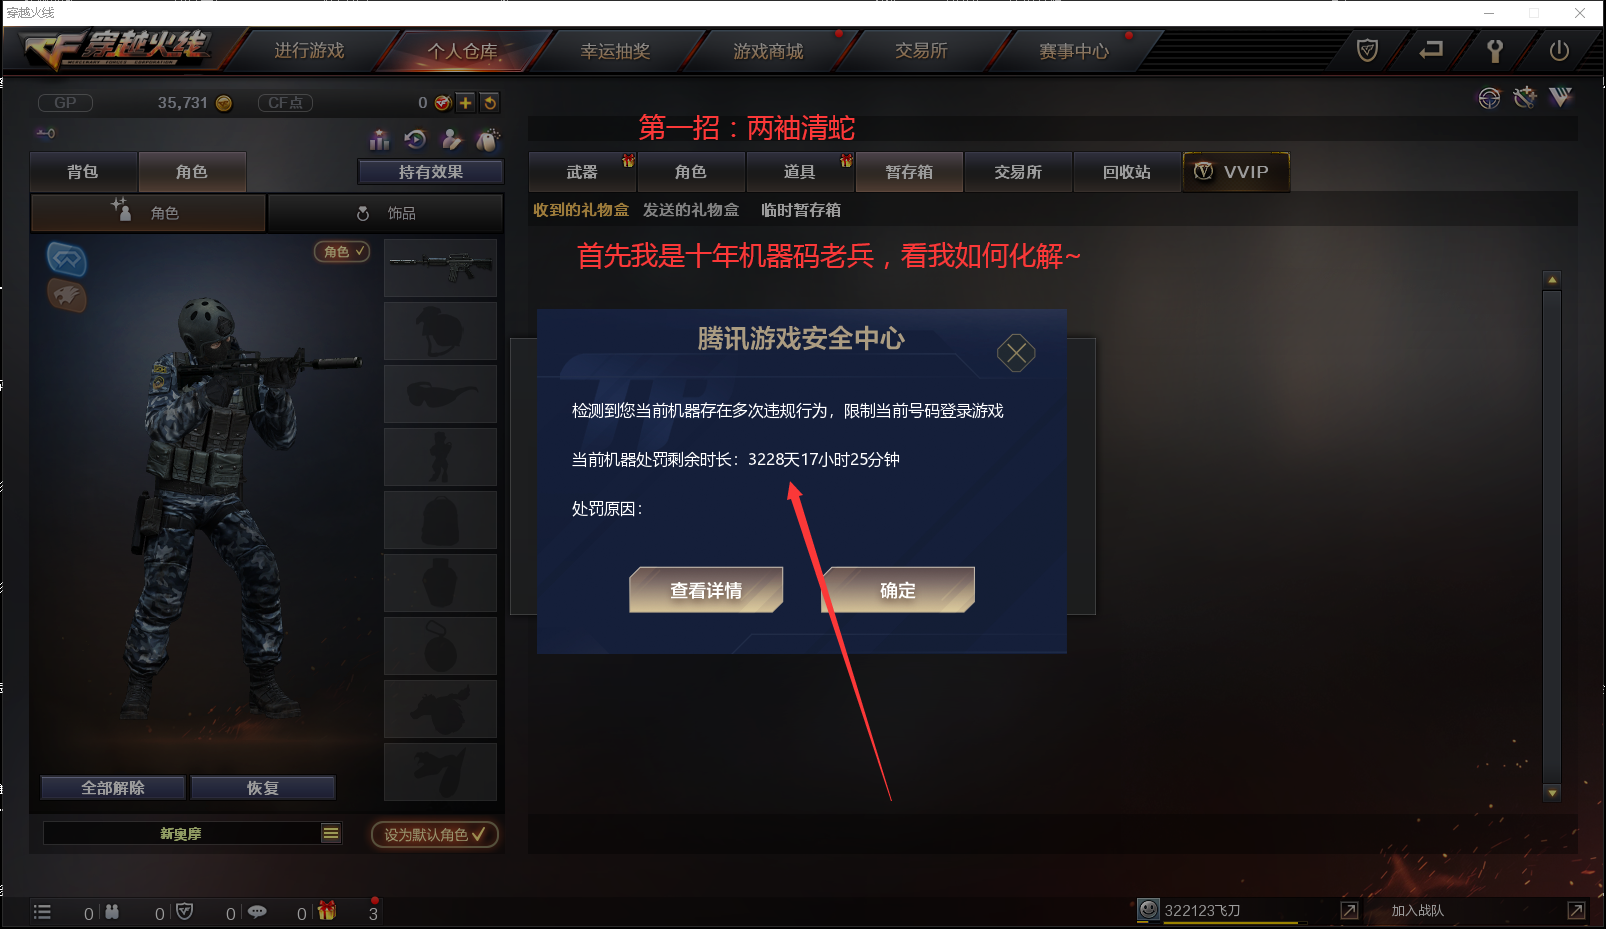 穿越火线
CF 穿越火线
MERCENARY FORCES CORPORATION
进行游戏
个人仓库
幸运抽奖
游戏商城
交易所
赛事中心
GP
35,731
CF点
0
第一招：两袖清蛇
背包
角色
持有效果
武器
角色
道具
暂存箱
交易所
回收站
VVIP
角色
饰品
收到的礼物盒
发送的礼物盒
临时暂存箱
角色
首先我是十年机器码老兵，看我如何化解~
腾讯游戏安全中心
检测到您当前机器存在多次违规行为，限制当前号码登录游戏
当前机器处罚剩余时长：3228天17小时25分钟
处罚原因：
查看详情
确定
全部解除
恢复
新奥摩
设为默认角色
0
0
0
0
3
322123飞刀
加入战队